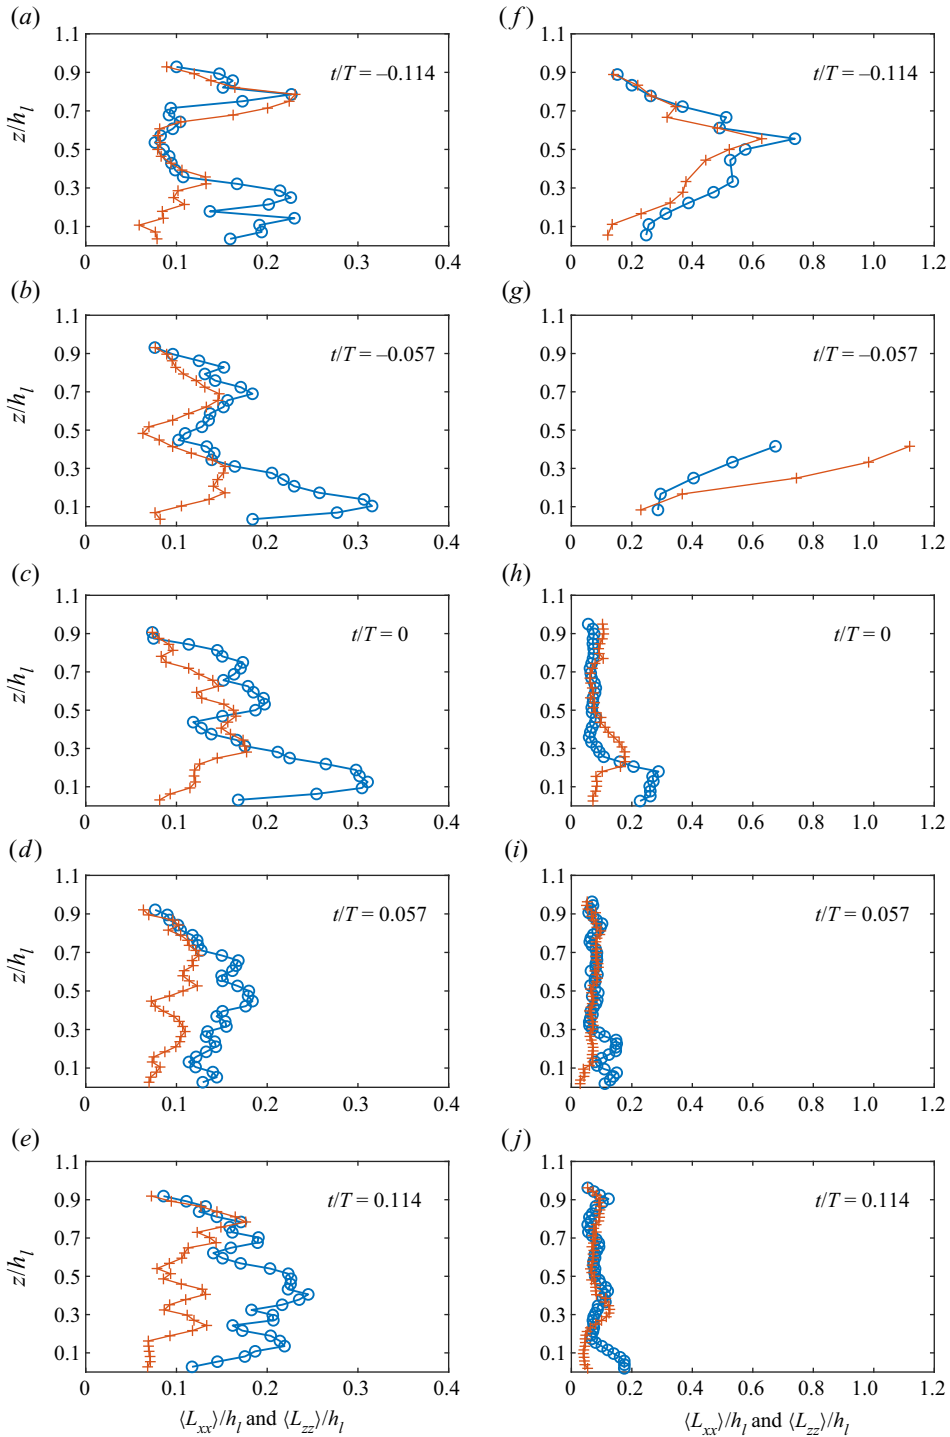 (a)
1.1
0.9
0.7
0.5
0.3
0.1
z/h_l
t/T = –0.114
0 0.1 0.2 0.3 0.4
(f)
1.1
0.9
0.7
0.5
0.3
0.1
t/T = –0.114
0 0.2 0.4 0.6 0.8 1.0 1.2
(b)
1.1
0.9
0.7
0.5
0.3
0.1
z/h_l
t/T = –0.057
0 0.1 0.2 0.3 0.4
(g)
1.1
0.9
0.7
0.5
0.3
0.1
t/T = –0.057
0 0.2 0.4 0.6 0.8 1.0 1.2
(c)
1.1
0.9
0.7
0.5
0.3
0.1
z/h_l
t/T = 0
0 0.1 0.2 0.3 0.4
(h)
1.1
0.9
0.7
0.5
0.3
0.1
t/T = 0
0 0.2 0.4 0.6 0.8 1.0 1.2
(d)
1.1
0.9
0.7
0.5
0.3
0.1
z/h_l
t/T = 0.057
0 0.1 0.2 0.3 0.4
(i)
1.1
0.9
0.7
0.5
0.3
0.1
t/T = 0.057
0 0.2 0.4 0.6 0.8 1.0 1.2
(e)
1.1
0.9
0.7
0.5
0.3
0.1
z/h_l
t/T = 0.114
0 0.1 0.2 0.3 0.4
⟨L_xx⟩/h_l and ⟨L_zz⟩/h_l
(j)
1.1
0.9
0.7
0.5
0.3
0.1
t/T = 0.114
0 0.2 0.4 0.6 0.8 1.0 1.2
⟨L_xx⟩/h_l and ⟨L_zz⟩/h_l